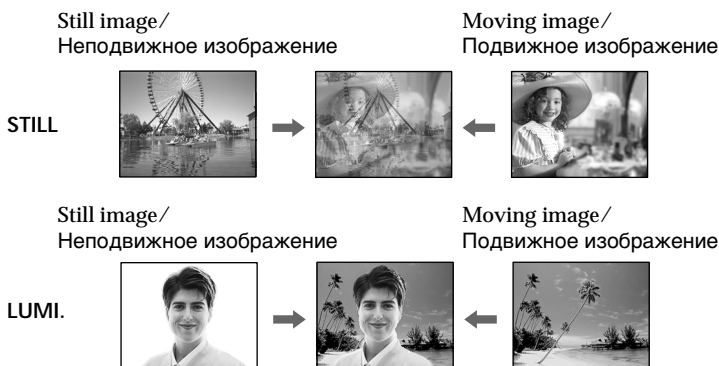 Still image/
Неподвижное изображение
Moving image/
Подвижное изображение
STILL
Still image/
Неподвижное изображение
Moving image/
Подвижное изображение
LUMI.